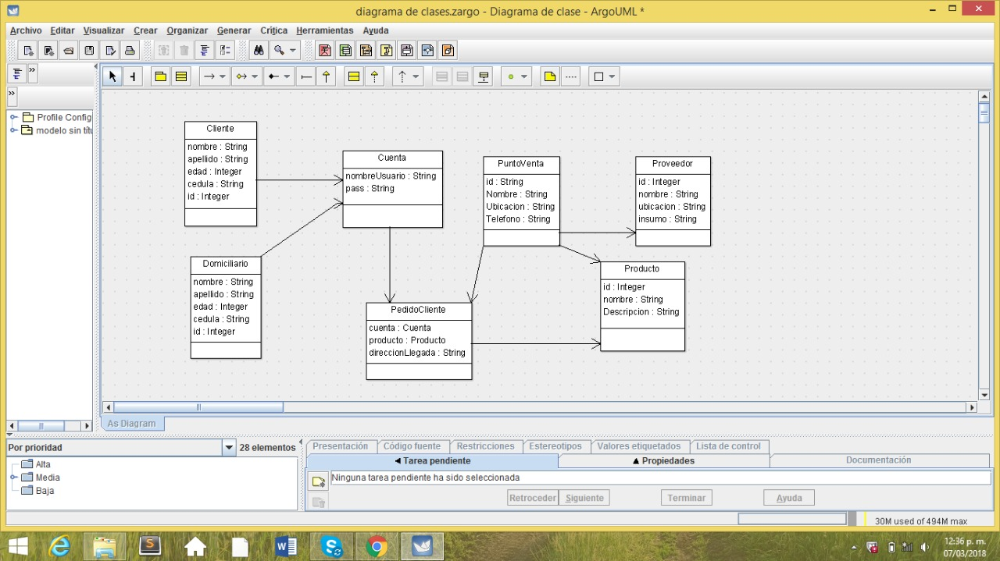 diagrama de clases.zargo - Diagrama de clase - ArgoUML *
Archivo Editar Visualizar Crear Organizar Generar Crítica Herramientas Ayuda
Profile Config
modelo sin títu
Cliente
nombre : String
apellido : String
edad : Integer
cedula : String
id : Integer
Cuenta
nombreUsuario : String
pass : String
PuntoVenta
id : String
Nombre : String
Ubicacion : String
Telefono : String
Proveedor
id : Integer
nombre : String
ubicacion : String
insumo : String
Domiciliario
nombre : String
apellido : String
edad : Integer
cedula : String
id : Integer
PedidoCliente
cuenta : Cuenta
producto : Producto
direccionLlegada : String
Producto
id : Integer
nombre : String
Descripcion : String
As Diagram
Por prioridad
28 elementos
Alta
Media
Baja
Presentación Código fuente Restricciones Estereotipos Valores etiquetados Lista de control
Tarea pendiente Propiedades Documentación
Ninguna tarea pendiente ha sido seleccionada
Retroceder Siguiente Terminar Ayuda
30M used of 494M max
12:36 p. m.
07/03/2018